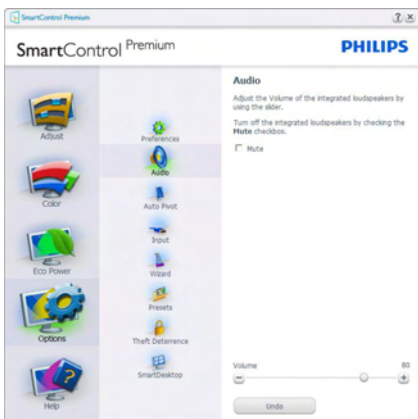 SmartControl Premium
? X
SmartControl Premium
PHILIPS
Adjust
Color
Eco Power
Options
Help
Preferences
Audio
Auto Pivot
Input
Wizard
Presets
Theft Deterrence
SmartDesktop
Audio
Adjust the Volume of the integrated loudspeakers by
using the slider.
Turn off the integrated loudspeakers by checking the
Mute checkbox.
Mute
Volume
80
Undo